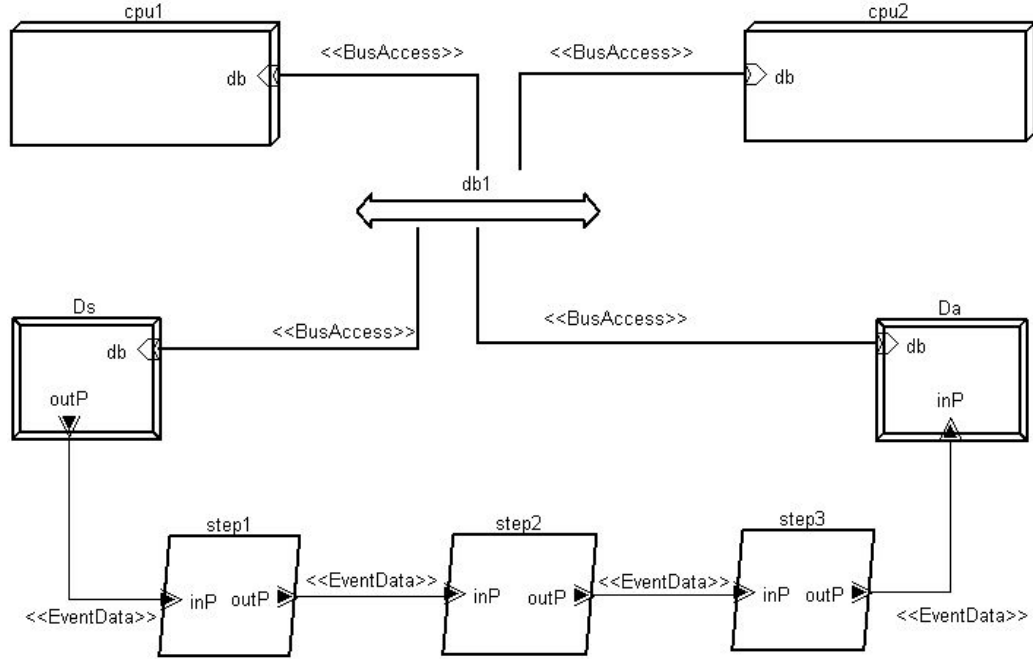 cpu1
cpu2
<<BusAccess>>
<<BusAccess>>
db
db
db1
Ds
Da
<<BusAccess>>
<<BusAccess>>
db
db
outP
inP
step1
step2
step3
<<EventData>>
<<EventData>>
inP
outP
inP
outP
inP
outP
<<EventData>>
<<EventData>>